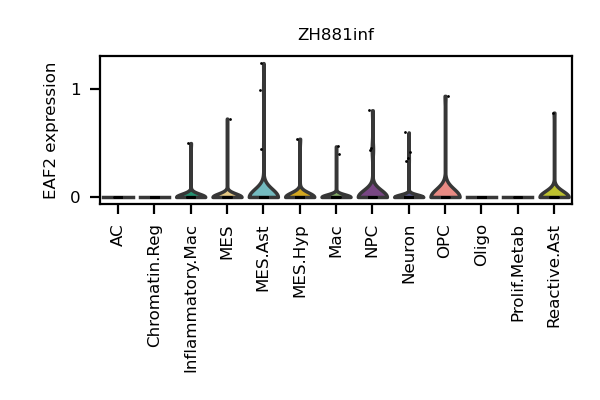 ZH881inf
EAF2 expression
1
0
AC
Chromatin.Reg
Inflammatory.Mac
MES
MES.Ast
MES.Hyp
Mac
NPC
Neuron
OPC
Oligo
Prolif.Metab
Reactive.Ast